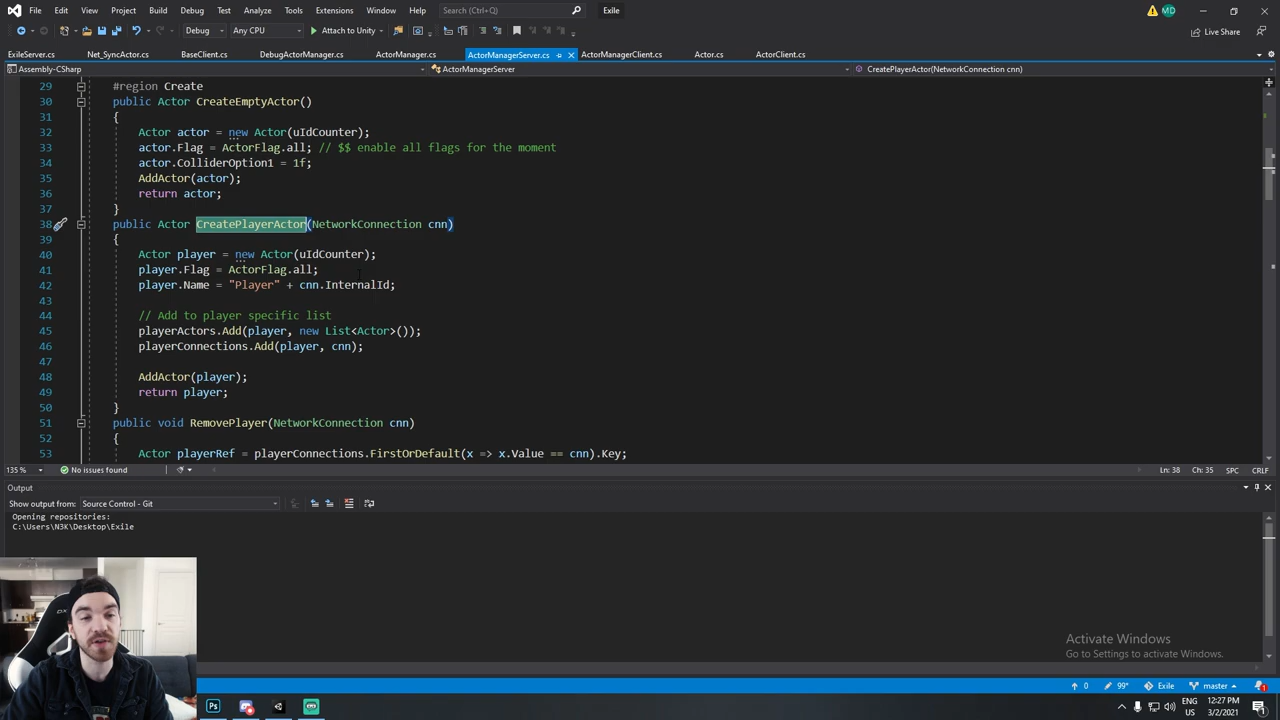 File Edit View Project Build Debug Test Analyze Tools Extensions Window Help Search (Ctrl+Q) Exile MD
Debug Any CPU Attach to Unity Live Share
ExileServer.cs Net_SyncActor.cs BaseClient.cs DebugActorManager.cs ActorManager.cs ActorManagerServer.cs ActorManagerClient.cs Actor.cs ActorClient.cs
Assembly-CSharp ActorManagerServer CreatePlayerActor(NetworkConnection cnn)
29 #region Create
30 public Actor CreateEmptyActor()
31 {
32 Actor actor = new Actor(uIdCounter);
33 actor.Flag = ActorFlag.all; // $$ enable all flags for the moment
34 actor.ColliderOption1 = 1f;
35 AddActor(actor);
36 return actor;
37 }
38 public Actor CreatePlayerActor(NetworkConnection cnn)
39 {
40 Actor player = new Actor(uIdCounter);
41 player.Flag = ActorFlag.all;
42 player.Name = "Player" + cnn.InternalId;
43
44 // Add to player specific list
45 playerActors.Add(player, new List<Actor>());
46 playerConnections.Add(player, cnn);
47
48 AddActor(player);
49 return player;
50 }
51 public void RemovePlayer(NetworkConnection cnn)
52 {
53 Actor playerRef = playerConnections.FirstOrDefault(x => x.Value == cnn).Key;
135 % No issues found Ln: 38 Ch: 35 SPC CRLF
Output
Show output from: Source Control - Git
Opening repositories:
C:\Users\N3K\Desktop\Exile
Activate Windows
Go to Settings to activate Windows.
0 99* Exile master 1
Ps ENG US 12:27 PM 3/2/2021 1